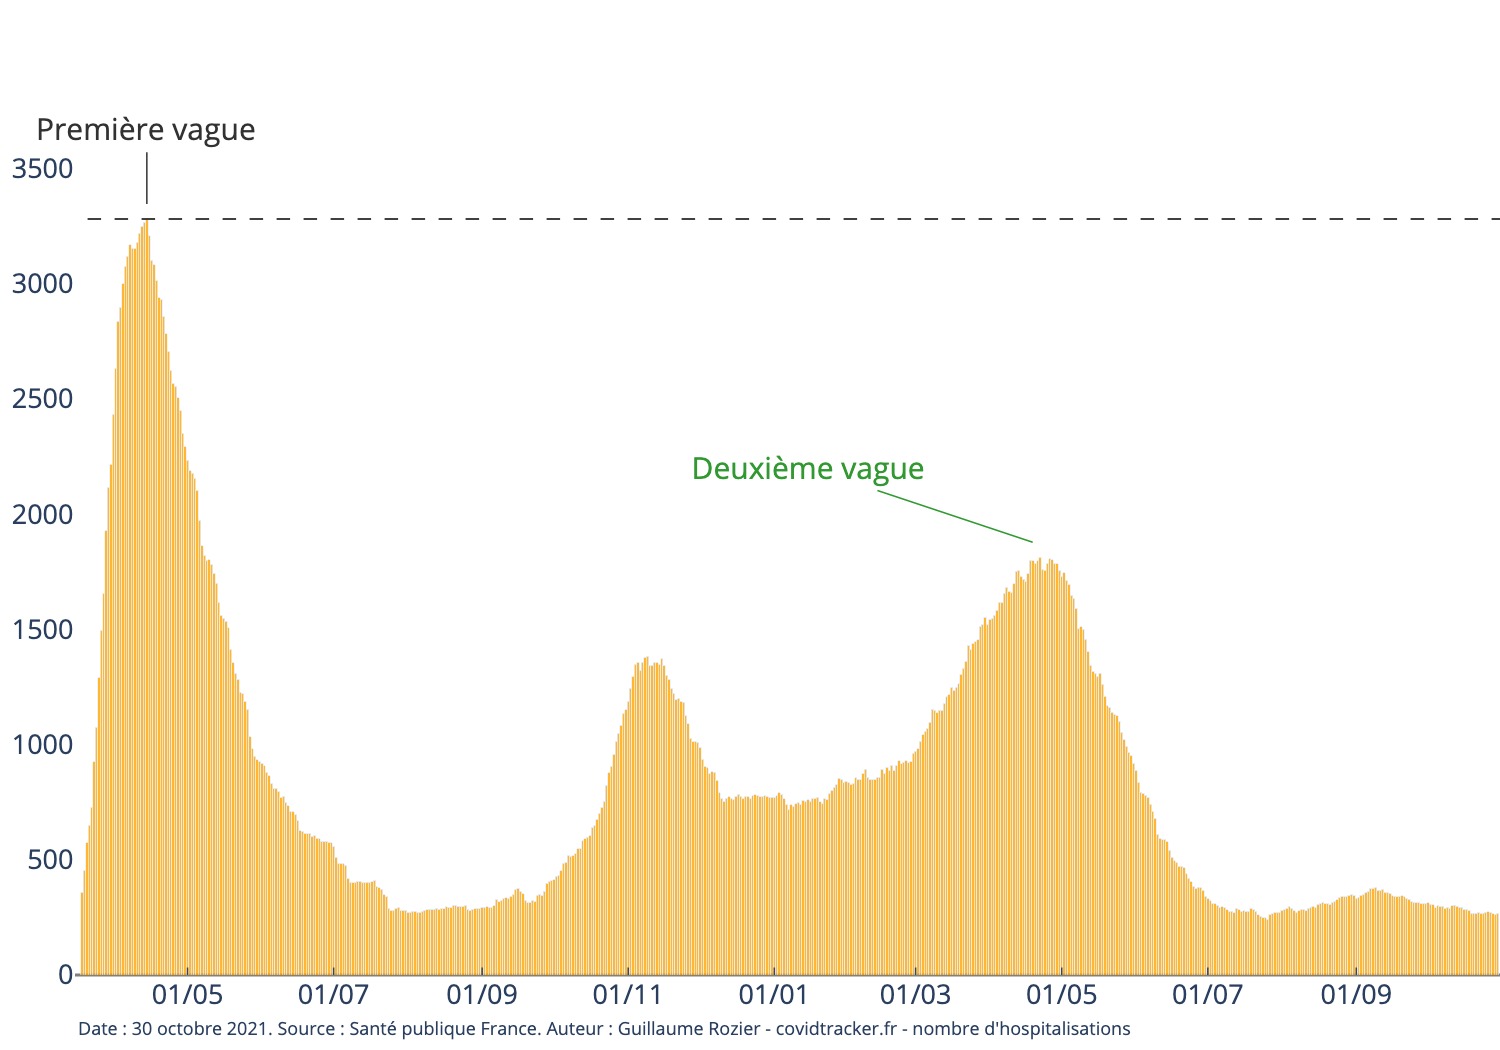 Première vague
3500
3000
2500
Deuxième vague
2000
1500
1000
500
0
01/05 01/07 01/09 01/11 01/01 01/03 01/05 01/07 01/09
Date : 30 octobre 2021. Source : Santé publique France. Auteur : Guillaume Rozier - covidtracker.fr - nombre d'hospitalisations